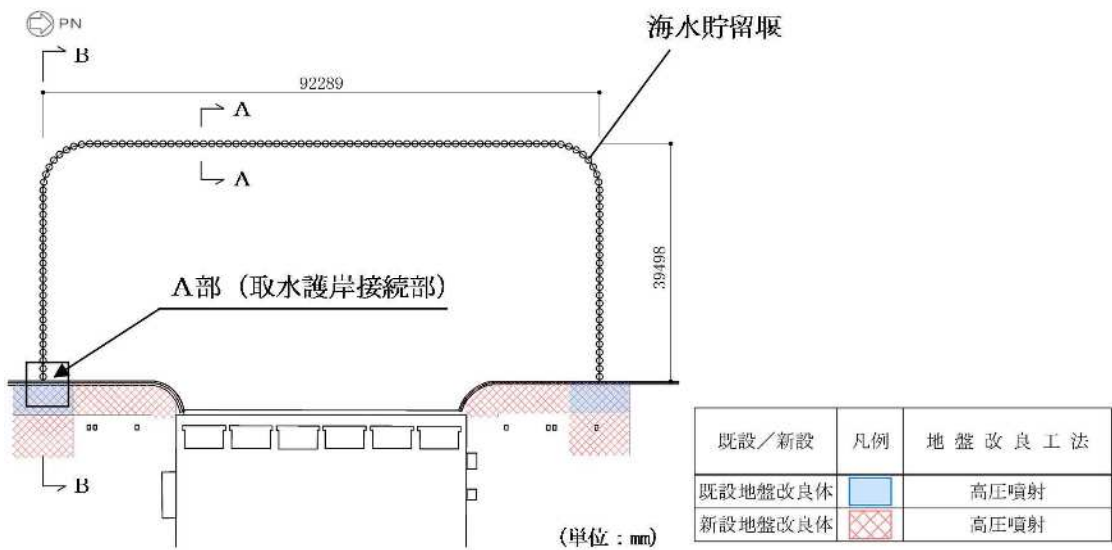 PN
B
海水貯留堰
92289
A
A
39498
A部（取水護岸接続部）
B
（単位：mm）
既設／新設 凡例 地盤改良工法
既設地盤改良体 高圧噴射
新設地盤改良体 高圧噴射